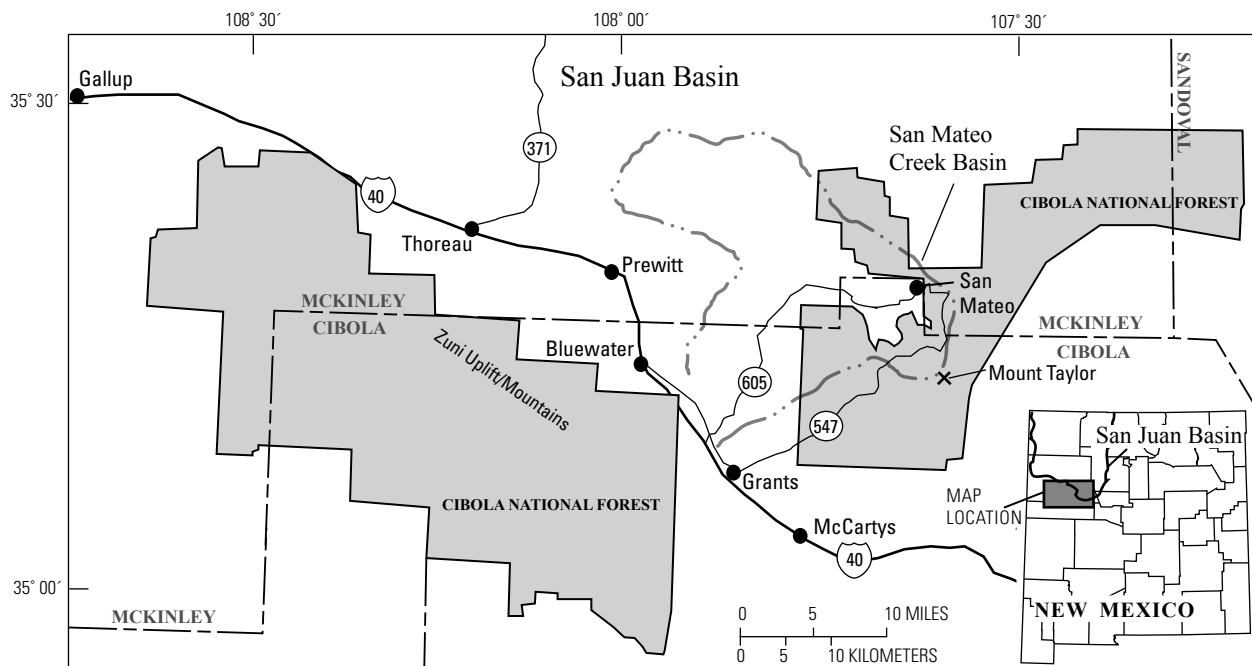 108° 30´
108° 00´
107° 30´
35° 30´
35° 00´
Gallup
San Juan Basin
SANDOVAL
371
San Mateo
Creek Basin
40
CIBOLA NATIONAL FOREST
Thoreau
Prewitt
San
Mateo
MCKINLEY
CIBOLA
MCKINLEY
CIBOLA
Zuni Uplift/Mountains
Bluewater
Mount Taylor
605
547
Grants
CIBOLA NATIONAL FOREST
McCartys
40
MCKINLEY
San Juan Basin
MAP
LOCATION
NEW MEXICO
0 5 10 MILES
0 5 10 KILOMETERS